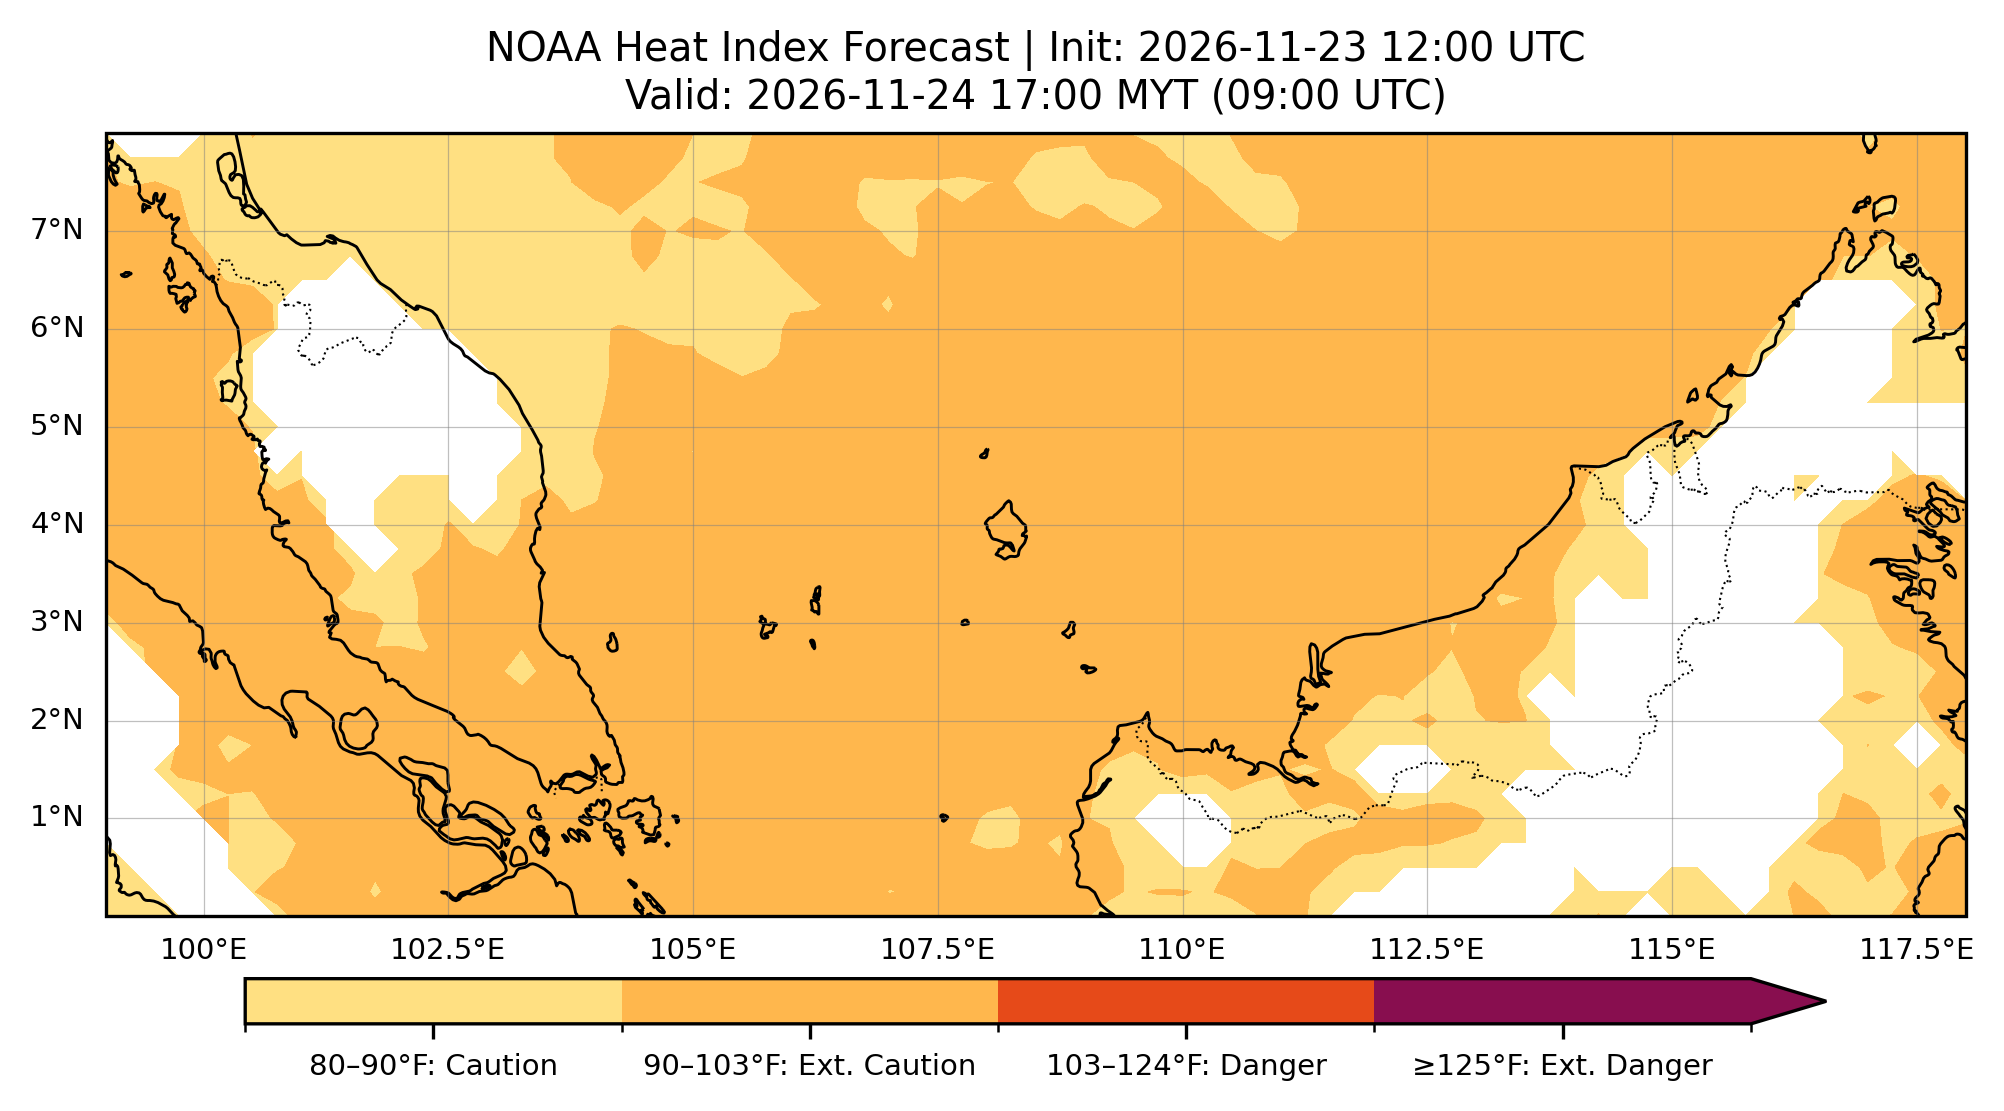 NOAA Heat Index Forecast | Init: 2026-11-23 12:00 UTC
Valid: 2026-11-24 17:00 MYT (09:00 UTC)
7°N
6°N
5°N
4°N
3°N
2°N
1°N
100°E 102.5°E 105°E 107.5°E 110°E 112.5°E 115°E 117.5°E
80–90°F: Caution 90–103°F: Ext. Caution 103–124°F: Danger ≥125°F: Ext. Danger